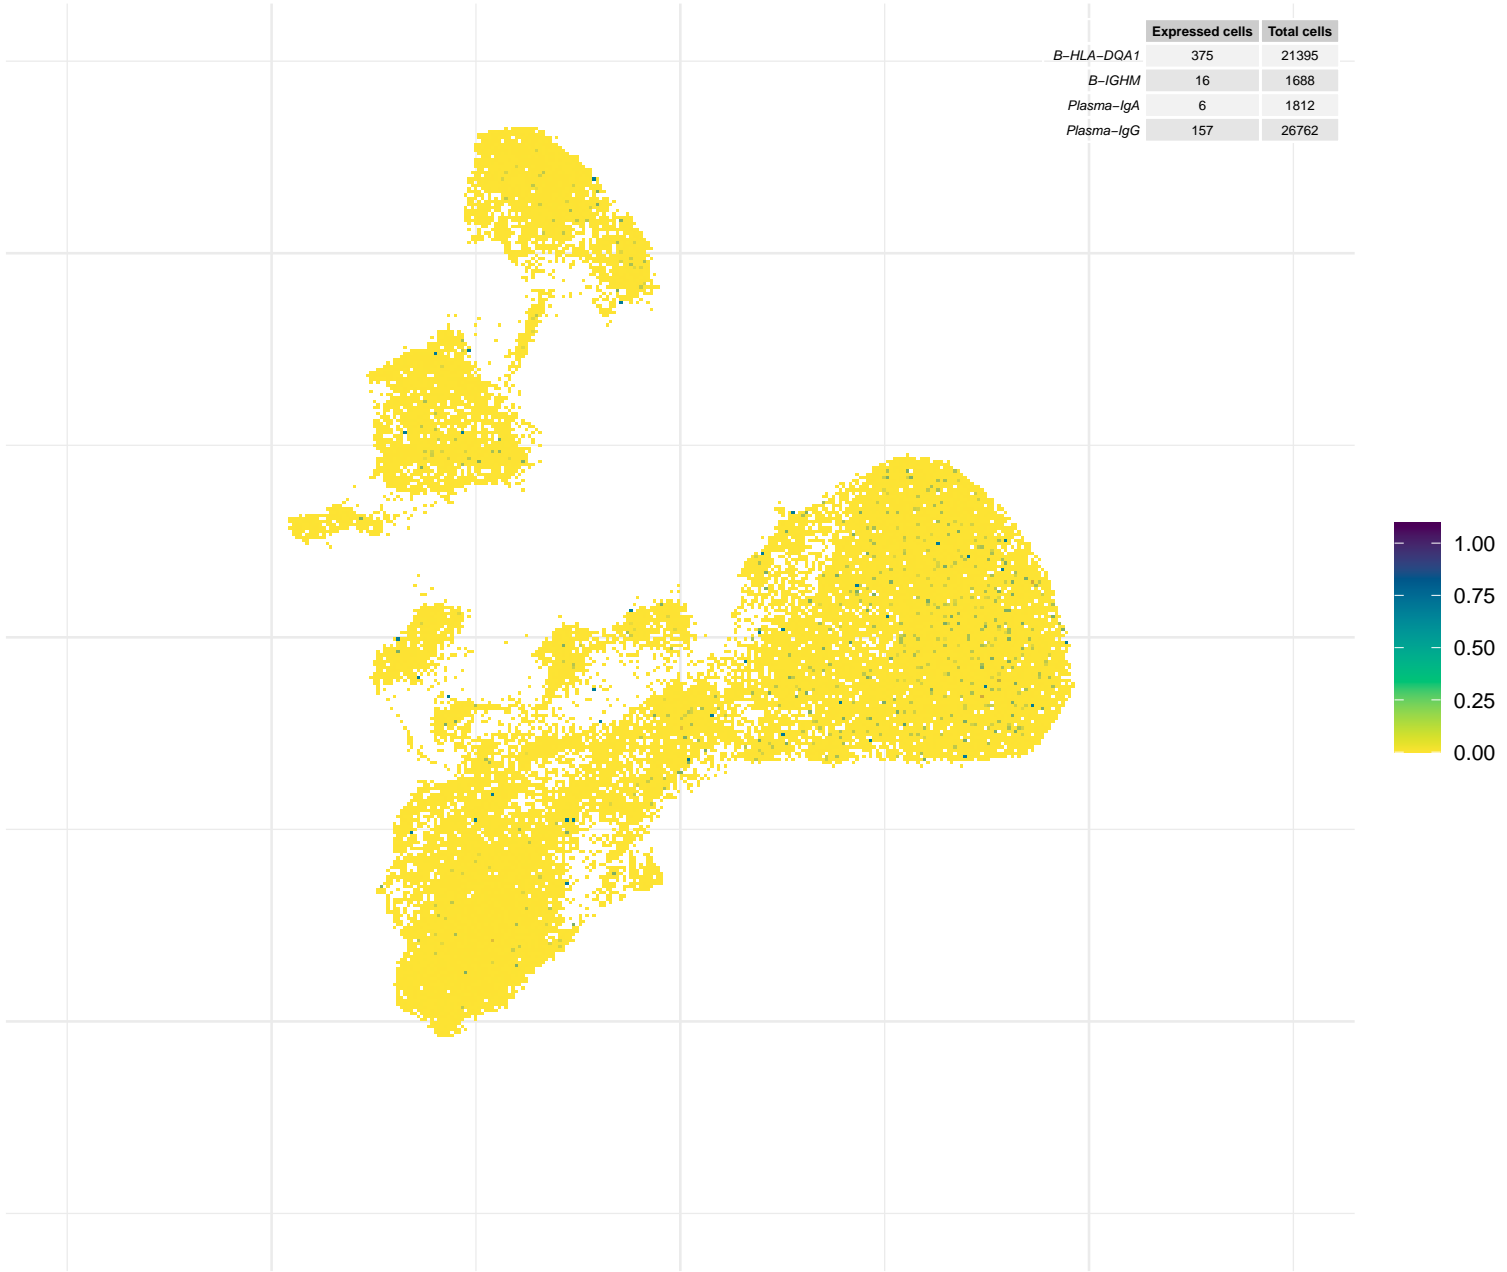 Expressed cells Total cells
B−HLA−DQA1 375 21395
B−IGHM 16 1688
Plasma−IgA 6 1812
Plasma−IgG 157 26762
1.00
0.75
0.50
0.25
0.00